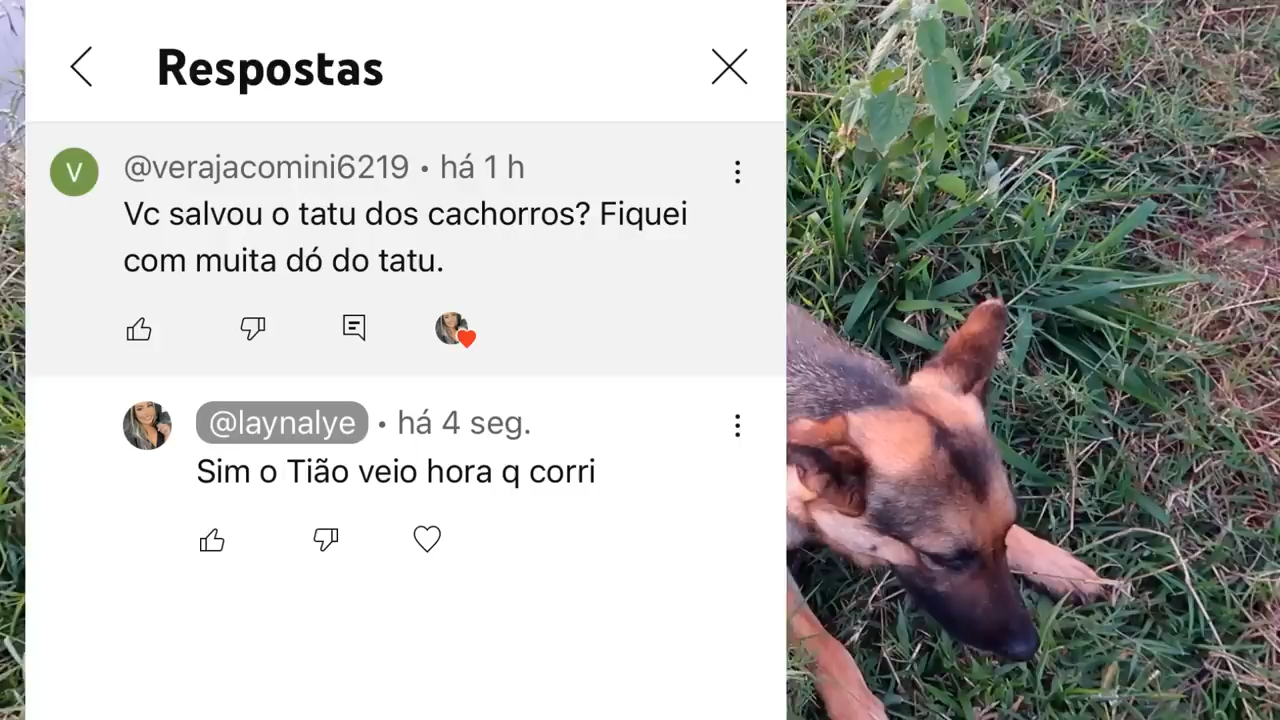 Respostas
V
@verajacomini6219 • há 1 h
Vc salvou o tatu dos cachorros? Fiquei
com muita dó do tatu.
@laynalye • há 4 seg.
Sim o Tião veio hora q corri